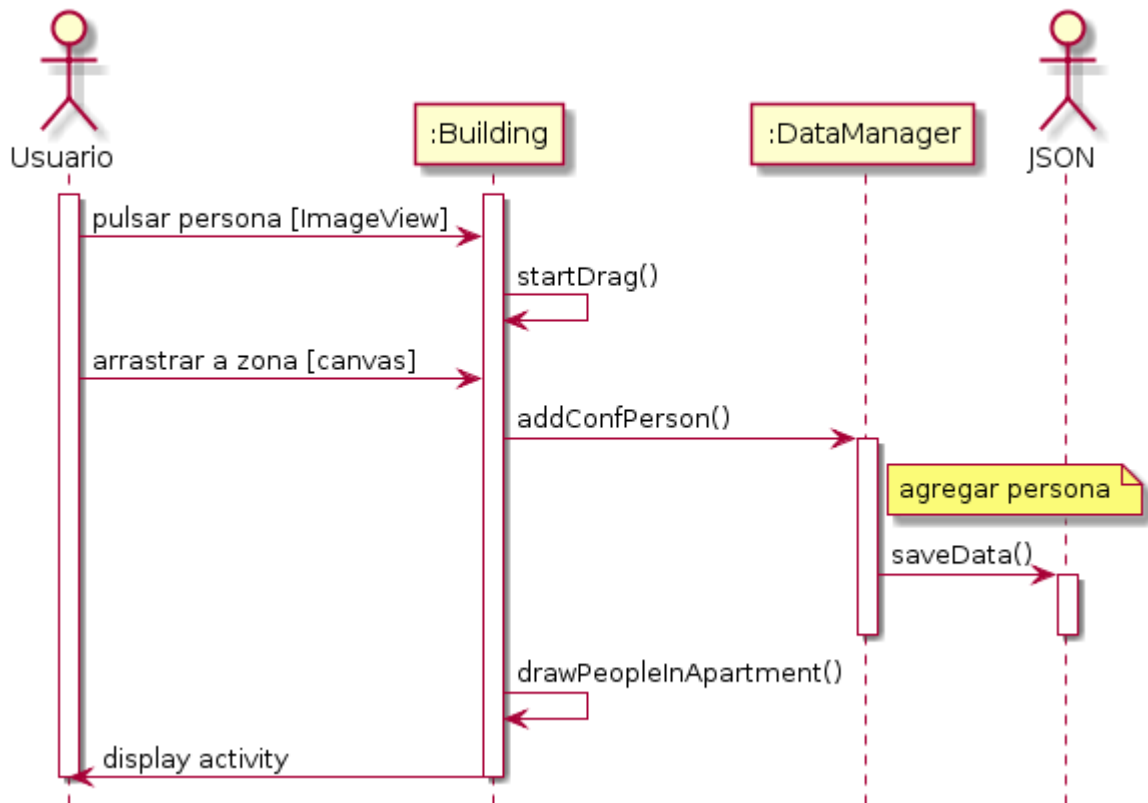 Usuario
:Building
:DataManager
JSON
pulsar persona [ImageView]
startDrag()
arrastrar a zona [canvas]
addConfPerson()
agregar persona
saveData()
drawPeopleInApartment()
display activity